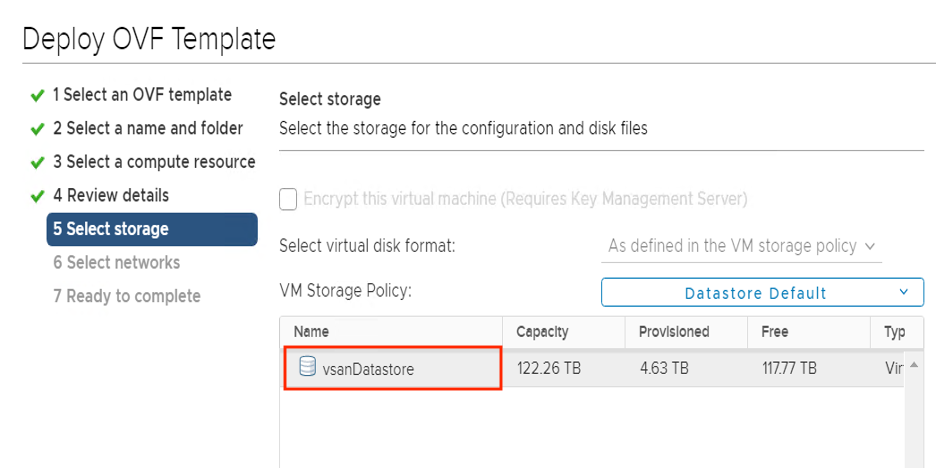 Deploy OVF Template
1 Select an OVF template
2 Select a name and folder
3 Select a compute resource
4 Review details
5 Select storage
6 Select networks
7 Ready to complete
Select storage
Select the storage for the configuration and disk files
Encrypt this virtual machine (Requires Key Management Server)
Select virtual disk format: As defined in the VM storage policy
VM Storage Policy: Datastore Default
Name Capacity Provisioned Free Typ
vsanDatastore 122.26 TB 4.63 TB 117.77 TB Vir